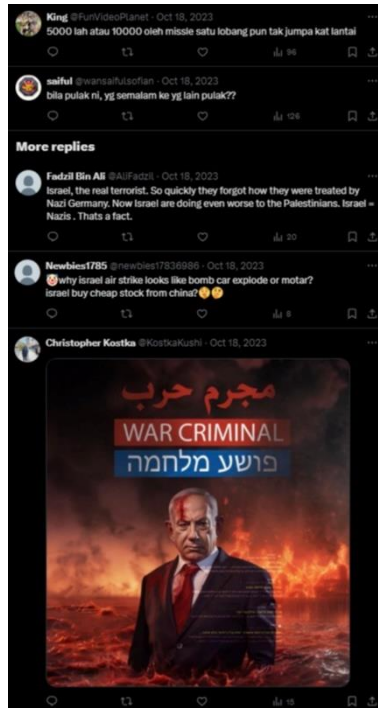 King @FunVideoPlanet · Oct 18, 2023
5000 lah atau 10000 oleh missle satu lobang pun tak jumpa kat lantai
96
saiful @wansaifulsofian · Oct 18, 2023
bila pulak ni, yg semalam ke yg lain pulak??
126
More replies
Fadzil Bin Ali @AliFadzil · Oct 18, 2023
Israel, the real terrorist. So quickly they forgot how they were treated by
Nazi Germany. Now Israel are doing even worse to the Palestinians. Israel =
Nazis . Thats a fact.
20
Newbies1785 @newbies17836986 · Oct 18, 2023
🤡why israel air strike looks like bomb car explode or motar?
israel buy cheap stock from china?🫢🤔
8
Christopher Kostka @KostkaKushi · Oct 18, 2023
مجرم حرب
WAR CRIMINAL
פושע מלחמה
15